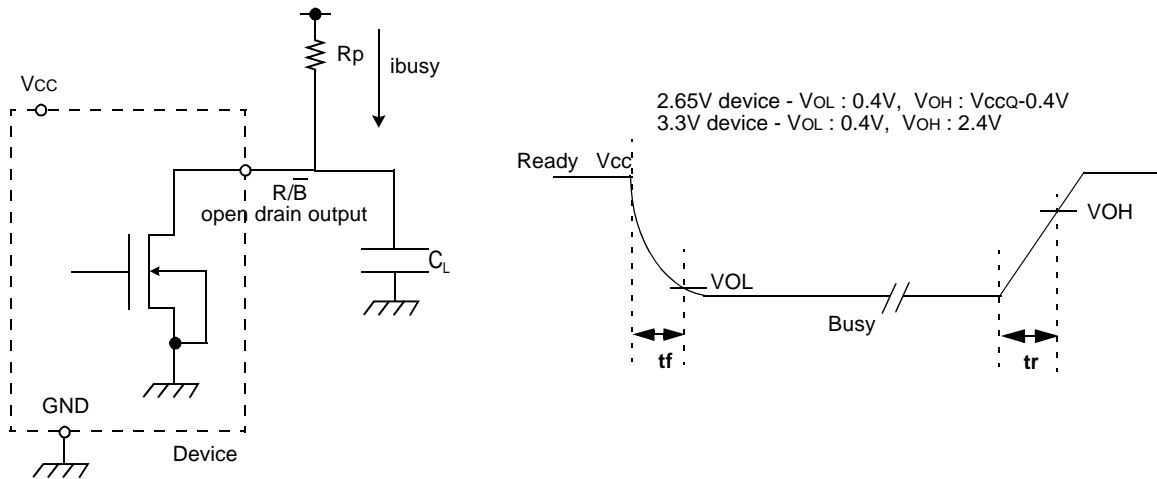 Rp
ibusy
VCC
2.65V device - VOL : 0.4V, VOH : VCCQ-0.4V
3.3V device - VOL : 0.4V, VOH : 2.4V
Ready Vcc
R/B̅
open drain output
VOH
CL
VOL
Busy
tf
tr
GND
Device